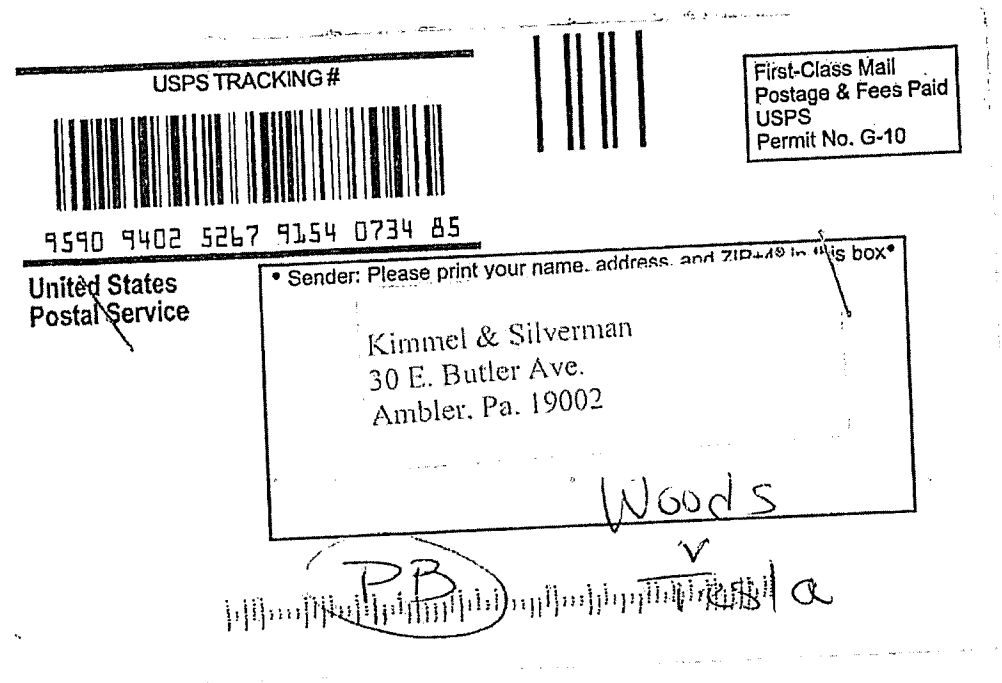 USPS TRACKING #
9590 9402 5267 9154 0734 85
First-Class Mail
Postage & Fees Paid
USPS
Permit No. G-10
United States
Postal Service
• Sender: Please print your name, address, and ZIP+4® in this box•
Kimmel & Silverman
30 E. Butler Ave.
Ambler, Pa. 19002
Woods
v
Tesla
PB